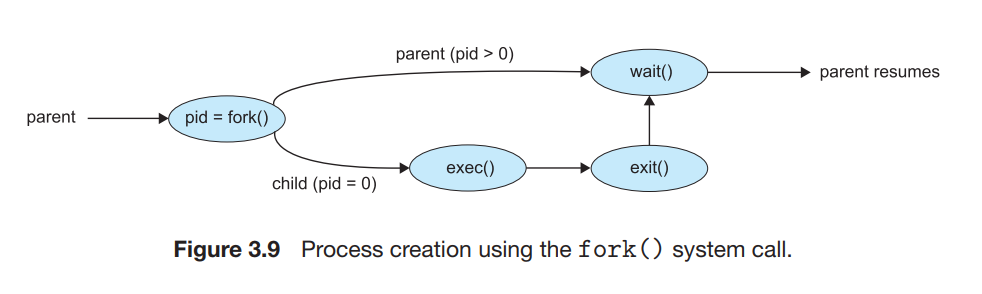 parent (pid > 0)
wait()
parent resumes
parent
pid = fork()
exec()
exit()
child (pid = 0)
Figure 3.9 Process creation using the fork() system call.